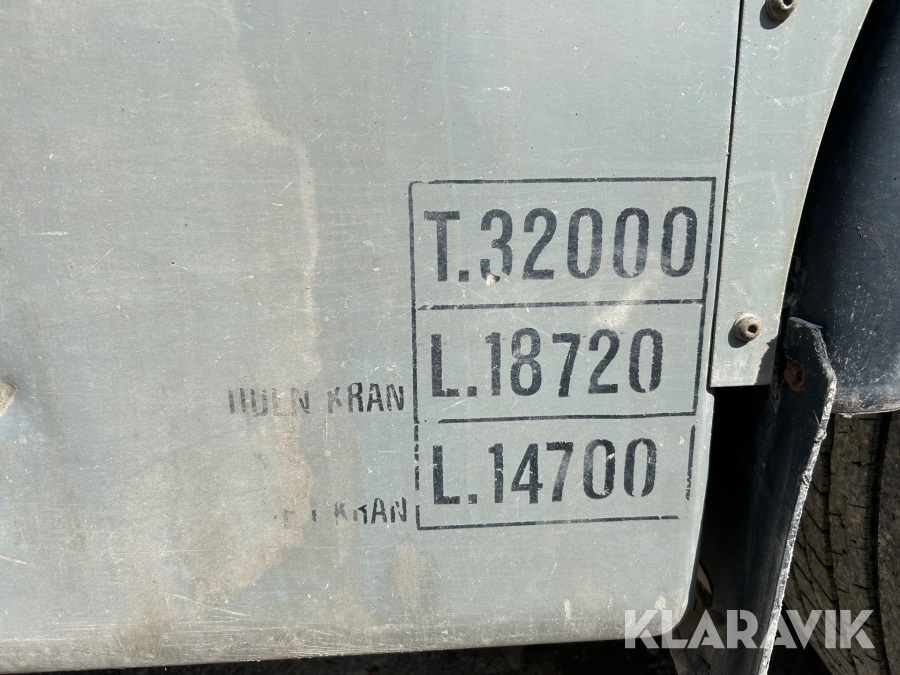 T.32000
L.18720
KRAN
L.14700
KRAN
KLARAVIK